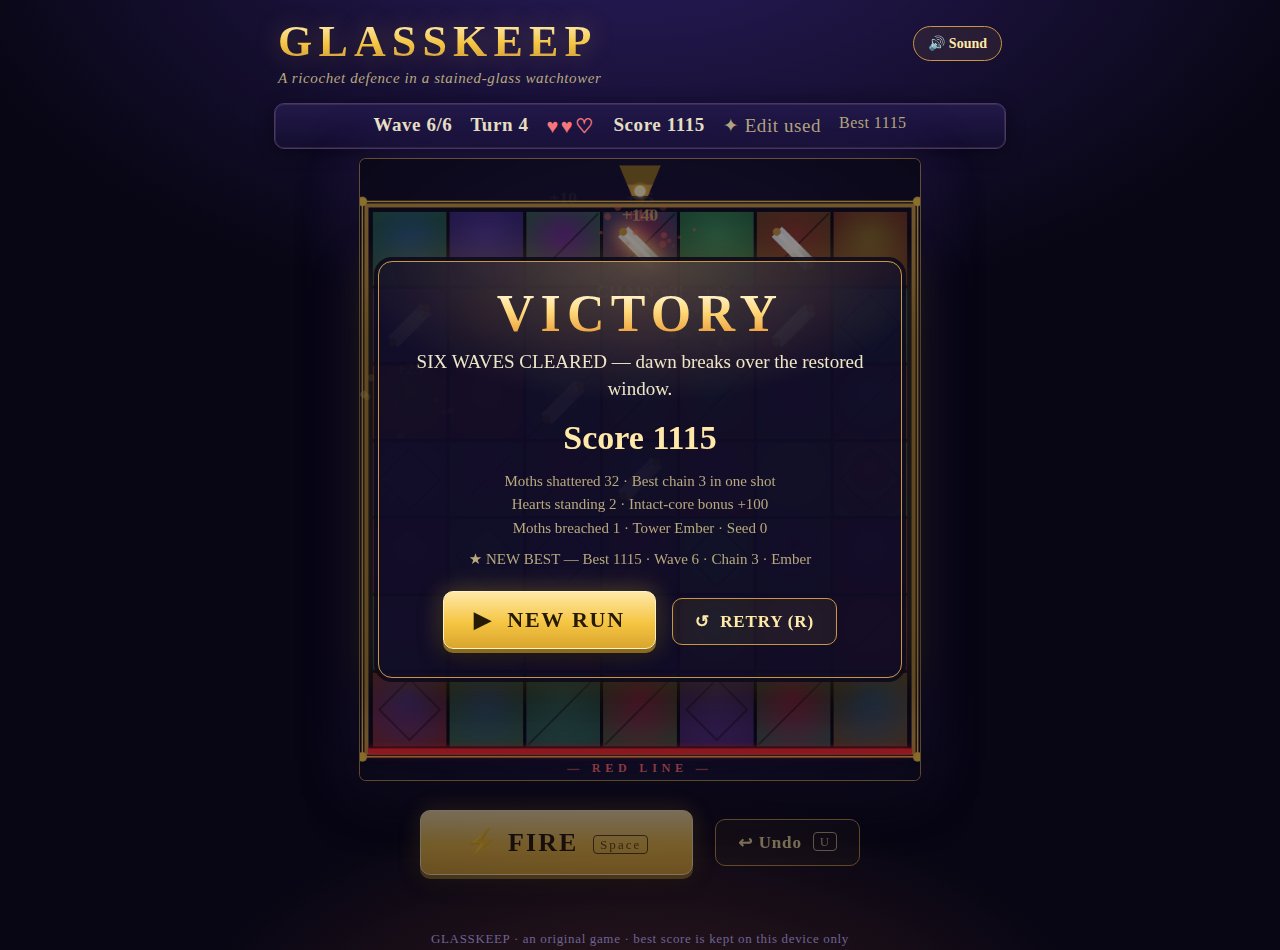 GLASSKEEP
🔊 Sound
A ricochet defence in a stained-glass watchtower
Wave 6/6 Turn 4 ♥♥♡ Score 1115 ✦ Edit used Best 1115
+10
+140
VICTORY
SIX WAVES CLEARED — dawn breaks over the restored
window.
Score 1115
Moths shattered 32 · Best chain 3 in one shot
Hearts standing 2 · Intact-core bonus +100
Moths breached 1 · Tower Ember · Seed 0
★ NEW BEST — Best 1115 · Wave 6 · Chain 3 · Ember
▶ NEW RUN
↺ RETRY (R)
— RED LINE —
⚡ FIRE Space
↩ Undo U
GLASSKEEP · an original game · best score is kept on this device only